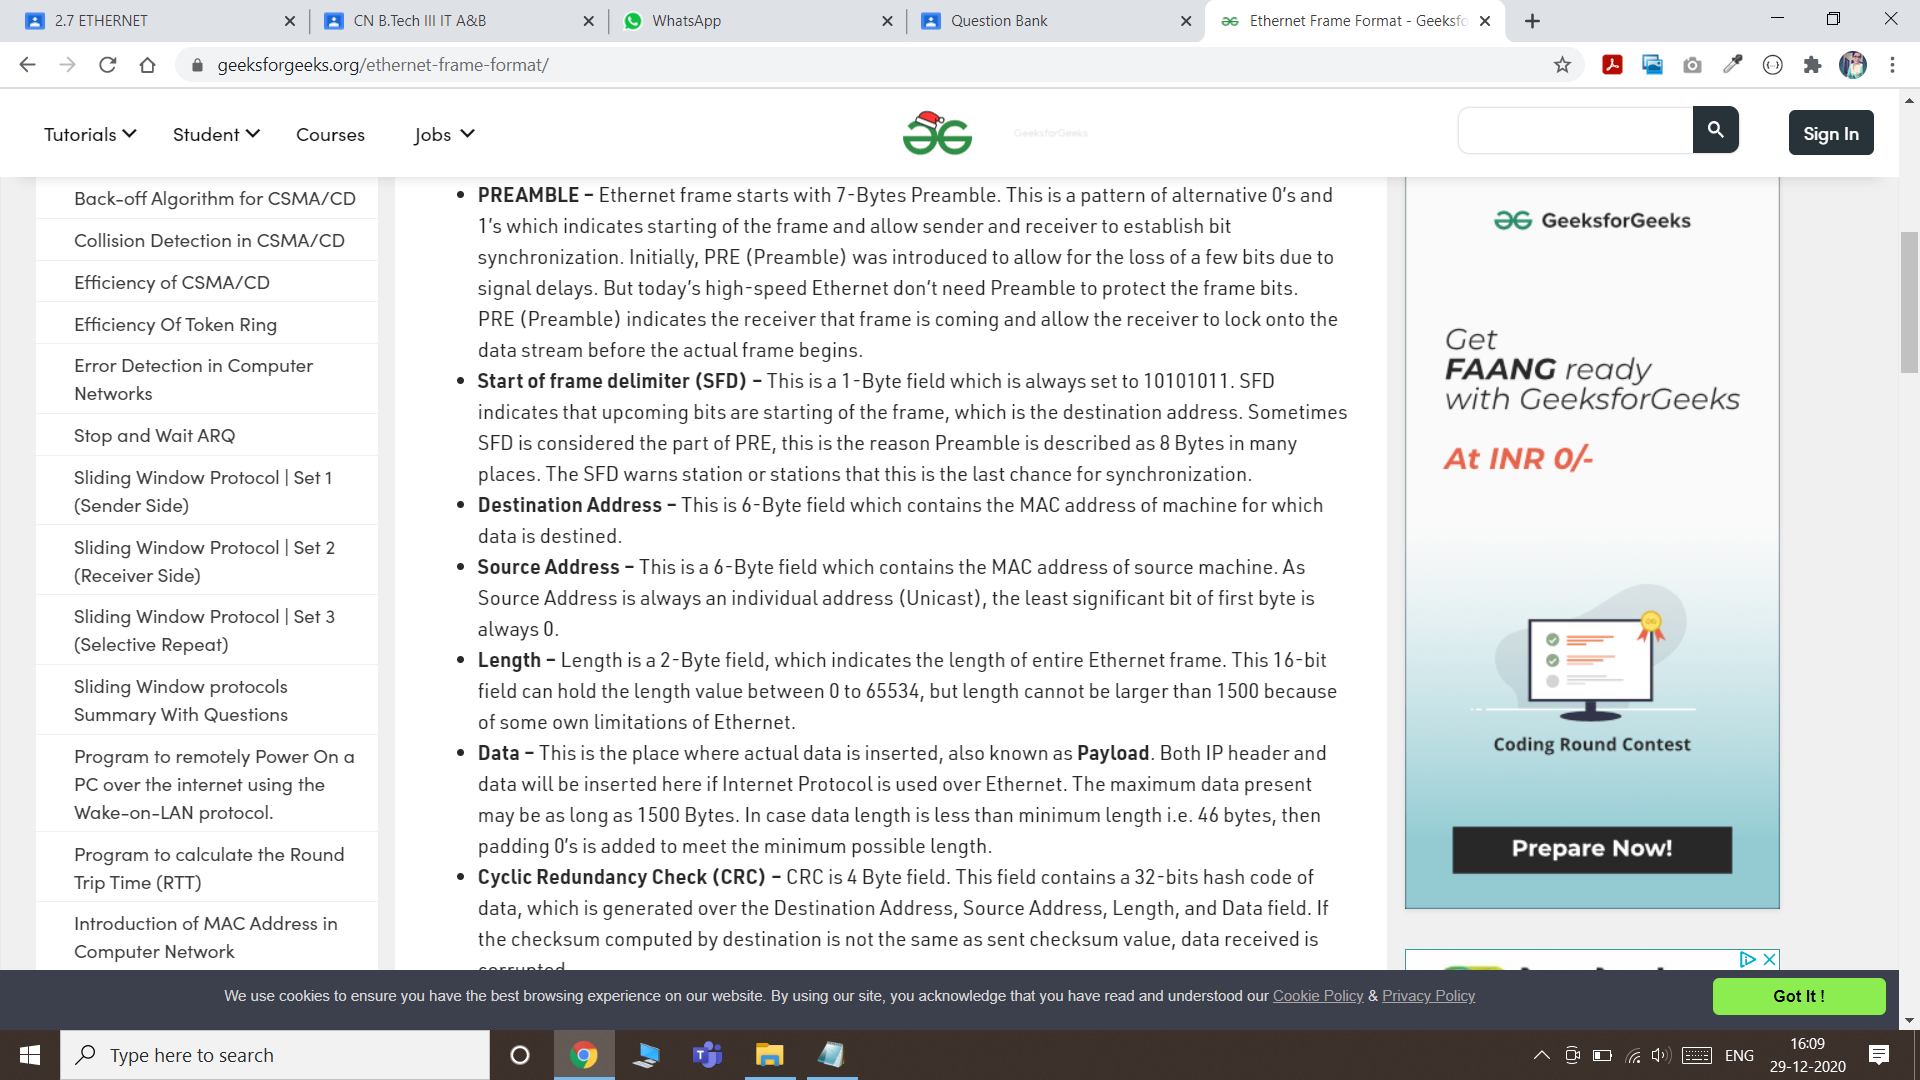 2.7 ETHERNET
CN B.Tech III IT A&B
WhatsApp
Question Bank
Ethernet Frame Format - Geeksfo
geeksforgeeks.org/ethernet-frame-format/
Tutorials
Student
Courses
Jobs
GeeksforGeeks
Sign In
Back-off Algorithm for CSMA/CD
Collision Detection in CSMA/CD
Efficiency of CSMA/CD
Efficiency Of Token Ring
Error Detection in Computer
Networks
Stop and Wait ARQ
Sliding Window Protocol | Set 1
(Sender Side)
Sliding Window Protocol | Set 2
(Receiver Side)
Sliding Window Protocol | Set 3
(Selective Repeat)
Sliding Window protocols
Summary With Questions
Program to remotely Power On a
PC over the internet using the
Wake-on-LAN protocol.
Program to calculate the Round
Trip Time (RTT)
Introduction of MAC Address in
Computer Network
• PREAMBLE – Ethernet frame starts with 7-Bytes Preamble. This is a pattern of alternative 0’s and
1’s which indicates starting of the frame and allow sender and receiver to establish bit
synchronization. Initially, PRE (Preamble) was introduced to allow for the loss of a few bits due to
signal delays. But today’s high-speed Ethernet don’t need Preamble to protect the frame bits.
PRE (Preamble) indicates the receiver that frame is coming and allow the receiver to lock onto the
data stream before the actual frame begins.
• Start of frame delimiter (SFD) – This is a 1-Byte field which is always set to 10101011. SFD
indicates that upcoming bits are starting of the frame, which is the destination address. Sometimes
SFD is considered the part of PRE, this is the reason Preamble is described as 8 Bytes in many
places. The SFD warns station or stations that this is the last chance for synchronization.
• Destination Address – This is 6-Byte field which contains the MAC address of machine for which
data is destined.
• Source Address – This is a 6-Byte field which contains the MAC address of source machine. As
Source Address is always an individual address (Unicast), the least significant bit of first byte is
always 0.
• Length – Length is a 2-Byte field, which indicates the length of entire Ethernet frame. This 16-bit
field can hold the length value between 0 to 65534, but length cannot be larger than 1500 because
of some own limitations of Ethernet.
• Data – This is the place where actual data is inserted, also known as Payload. Both IP header and
data will be inserted here if Internet Protocol is used over Ethernet. The maximum data present
may be as long as 1500 Bytes. In case data length is less than minimum length i.e. 46 bytes, then
padding 0’s is added to meet the minimum possible length.
• Cyclic Redundancy Check (CRC) – CRC is 4 Byte field. This field contains a 32-bits hash code of
data, which is generated over the Destination Address, Source Address, Length, and Data field. If
the checksum computed by destination is not the same as sent checksum value, data received is
corrupted.
GeeksforGeeks
Get
FAANG ready
with GeeksforGeeks
At INR 0/-
Coding Round Contest
Prepare Now!
We use cookies to ensure you have the best browsing experience on our website. By using our site, you acknowledge that you have read and understood our Cookie Policy & Privacy Policy
Got It !
Type here to search
ENG
16:09
29-12-2020